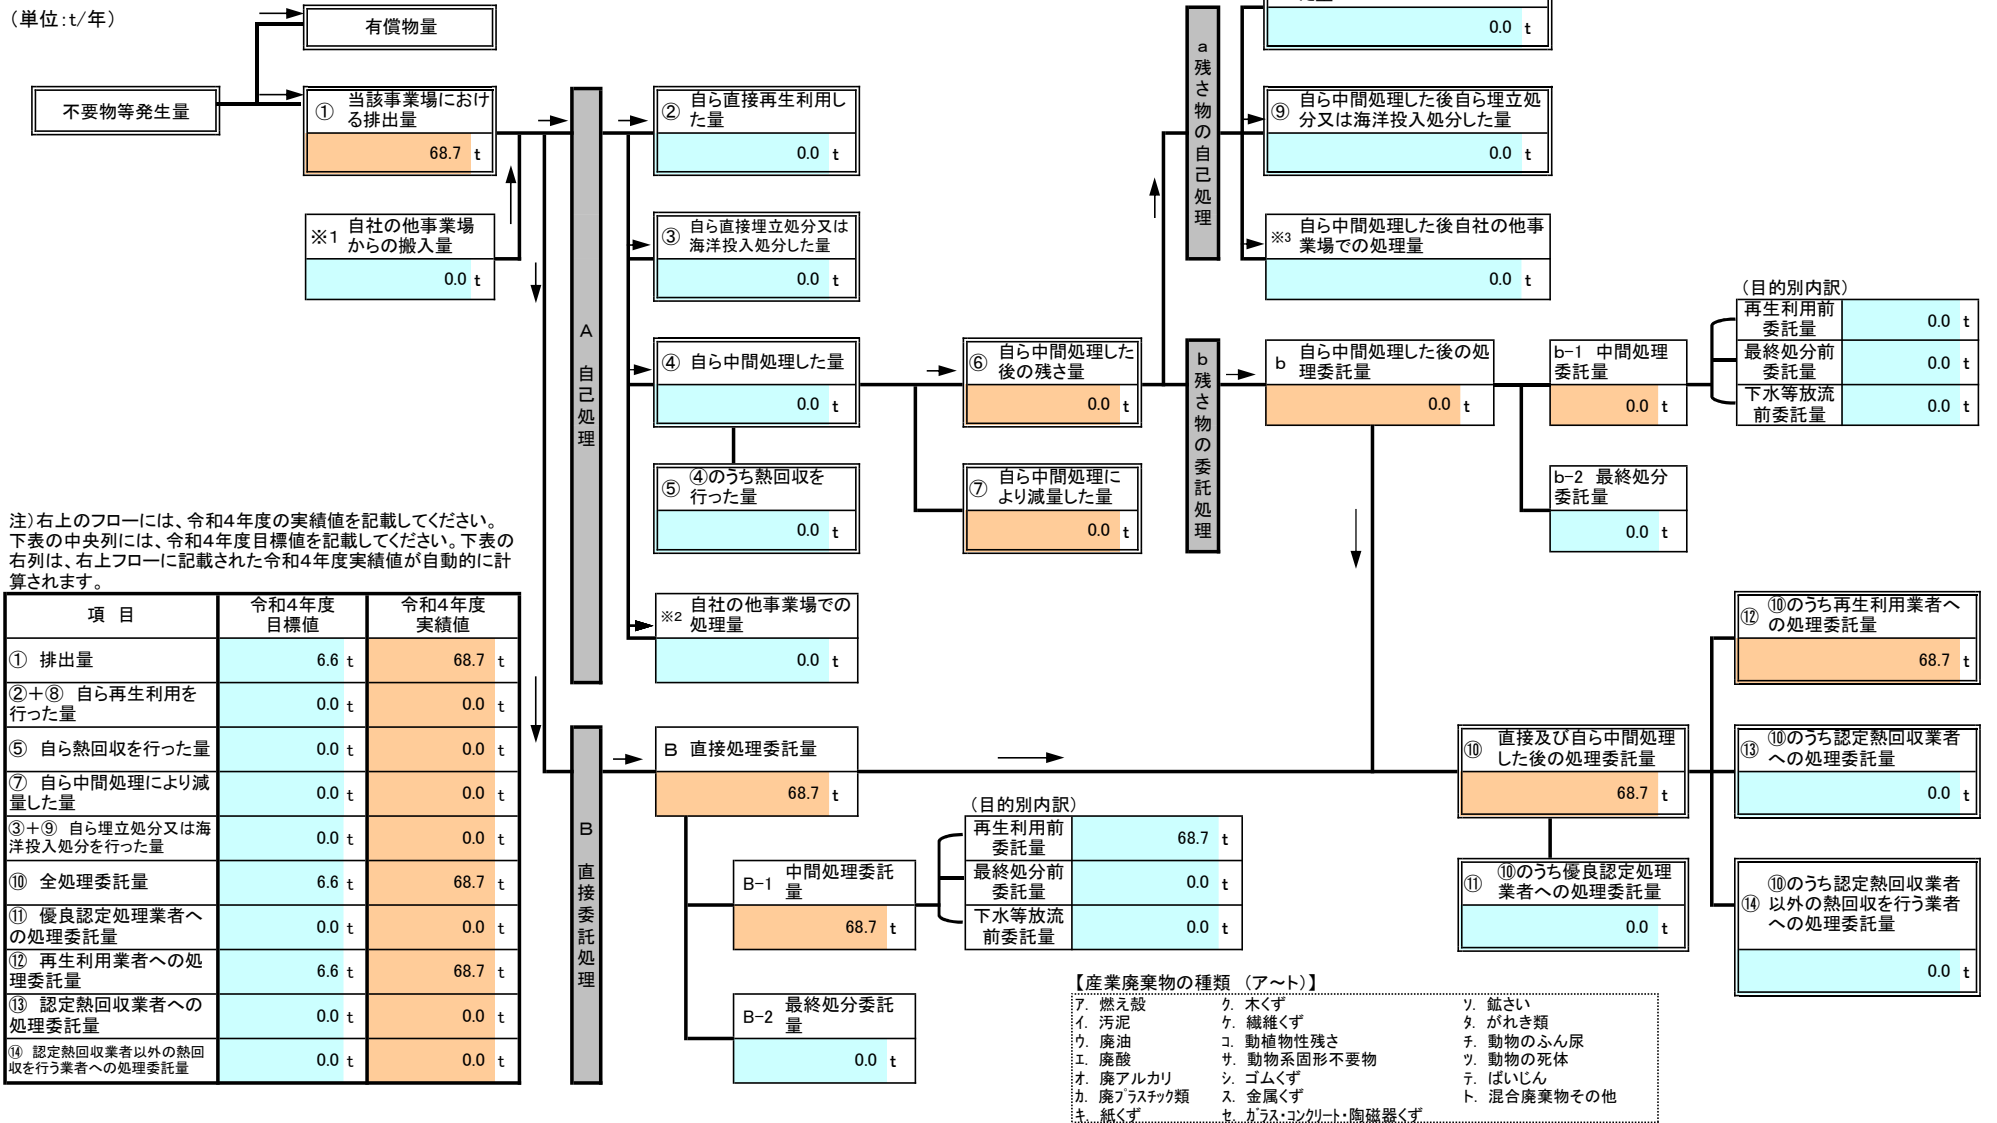 （単位：t/年）
有償物量
不要物等発生量
① 当該事業場におけ
る排出量
68.7 t
※1 自社の他事業場
からの搬入量
0.0 t
A 自己処理
② 自ら直接再生利用し
た量
0.0 t
③ 自ら直接埋立処分又は
海洋投入処分した量
0.0 t
④ 自ら中間処理した量
0.0 t
⑤ ④のうち熱回収を
行った量
0.0 t
※2 自社の他事業場での
処理量
0.0 t
⑥ 自ら中間処理した
後の残さ量
0.0 t
⑦ 自ら中間処理に
より減量した量
0.0 t
a 残さ物の自己処理
0.0 t
⑨ 自ら中間処理した後自ら埋立処
分又は海洋投入処分した量
0.0 t
※3 自ら中間処理した後自社の他事
業場での処理量
0.0 t
b 残さ物の委託処理
b 自ら中間処理した後の処
理委託量
0.0 t
b-1 中間処理
委託量
0.0 t
b-2 最終処分
委託量
0.0 t
（目的別内訳）
再生利用前
委託量
0.0 t
最終処分前
委託量
0.0 t
下水等放流
前委託量
0.0 t
注）右上のフローには、令和４年度の実績値を記載してください。
下表の中央列には、令和４年度目標値を記載してください。下表の
右列は、右上フローに記載された令和４年度実績値が自動的に計
算されます。
項 目
令和４年度
目標値
令和４年度
実績値
① 排出量
6.6 t 68.7 t
②＋⑧ 自ら再生利用を
行った量
0.0 t 0.0 t
⑤ 自ら熱回収を行った量
0.0 t 0.0 t
⑦ 自ら中間処理により減
量した量
0.0 t 0.0 t
③＋⑨ 自ら埋立処分又は海
洋投入処分を行った量
0.0 t 0.0 t
⑩ 全処理委託量
6.6 t 68.7 t
⑪ 優良認定処理業者へ
の処理委託量
0.0 t 0.0 t
⑫ 再生利用業者への処
理委託量
6.6 t 68.7 t
⑬ 認定熱回収業者への
処理委託量
0.0 t 0.0 t
⑭ 認定熱回収業者以外の熱回
収を行う業者への処理委託量
0.0 t 0.0 t
B 直接委託処理
B 直接処理委託量
68.7 t
B-1 中間処理委託
量
68.7 t
B-2 最終処分委託
量
0.0 t
（目的別内訳）
再生利用前
委託量
68.7 t
最終処分前
委託量
0.0 t
下水等放流
前委託量
0.0 t
⑩ 直接及び自ら中間処理
した後の処理委託量
68.7 t
⑪ ⑩のうち優良認定処理
業者への処理委託量
0.0 t
⑫ ⑩のうち再生利用業者へ
の処理委託量
68.7 t
⑬ ⑩のうち認定熱回収業者
への処理委託量
0.0 t
⑭ ⑩のうち認定熱回収業者
以外の熱回収を行う業者
への処理委託量
0.0 t
【産業廃棄物の種類 （ア～ト）】
ア. 燃え殻 ク. 木くず ソ. 鉱さい
イ. 汚泥 ケ. 繊維くず タ. がれき類
ウ. 廃油 コ. 動植物性残さ チ. 動物のふん尿
エ. 廃酸 サ. 動物系固形不要物 ツ. 動物の死体
オ. 廃アルカリ シ. ゴムくず テ. ばいじん
カ. 廃プラスチック類 ス. 金属くず ト. 混合廃棄物その他
キ. 紙くず セ. ガラス・コンクリート・陶磁器くず